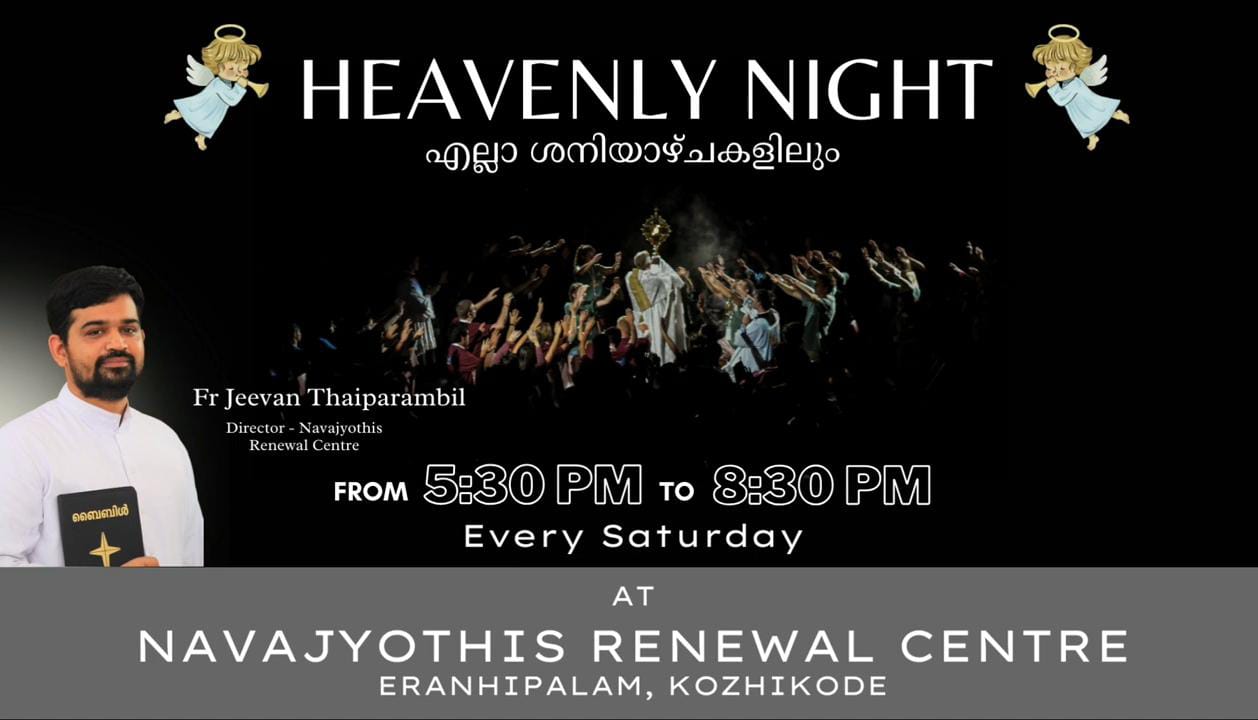 HEAVENLY NIGHT
എല്ലാ ശനിയാഴ്ചകളിലും
Fr Jeevan Thaiparambil
Director - Navajyothis
Renewal Centre
ബൈബിൾ
FROM 5:30 PM TO 8:30 PM
Every Saturday
AT
NAVAJYOTHIS RENEWAL CENTRE
ERANHIPALAM, KOZHIKODE